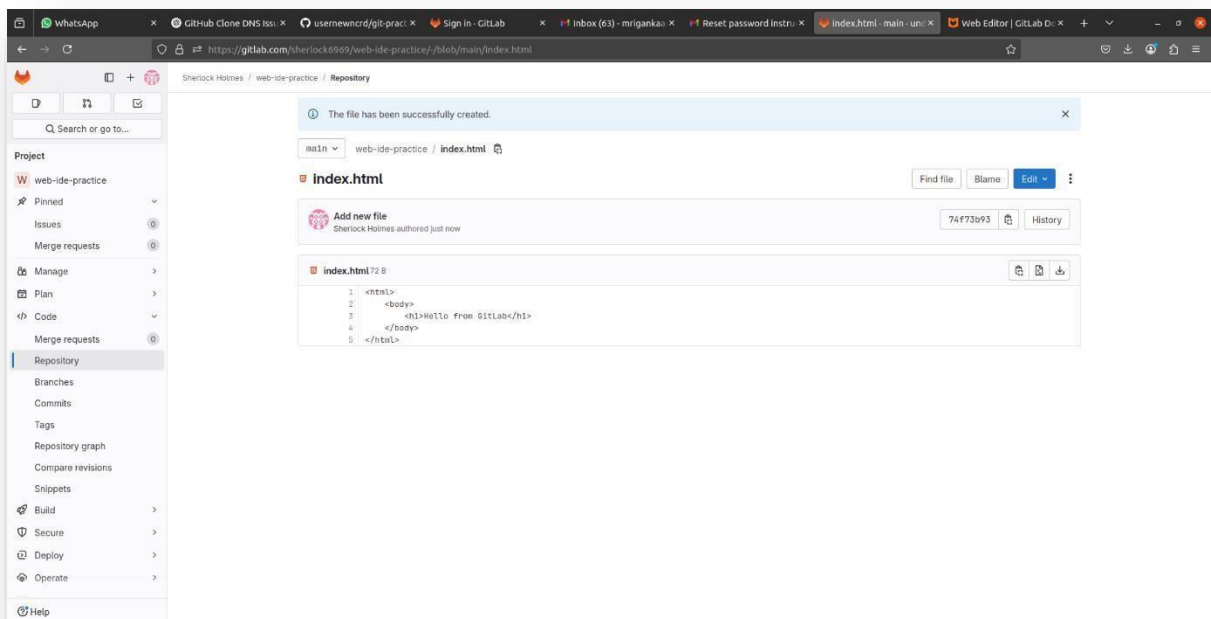 WhatsApp
GitHub Clone DNS Issu
usernewncrd/git-pract
Sign in - GitLab
Inbox (63) - mrigankaa
Reset password instru
index.html · main · und
Web Editor | GitLab Do
https://gitlab.com/sherlock6969/web-ide-practice/-/blob/main/index.html
Sherlock Holmes / web-ide-practice / Repository
Search or go to...
Project
W web-ide-practice
Pinned
Issues 0
Merge requests 0
Manage
Plan
Code
Merge requests 0
Repository
Branches
Commits
Tags
Repository graph
Compare revisions
Snippets
Build
Secure
Deploy
Operate
Help
The file has been successfully created.
main web-ide-practice / index.html
index.html
Find file Blame Edit
Add new file
Sherlock Holmes authored just now
74f73b93 History
index.html 72 B
1 <html>
2 <body>
3 <h1>Hello from GitLab</h1>
4 </body>
5 </html>